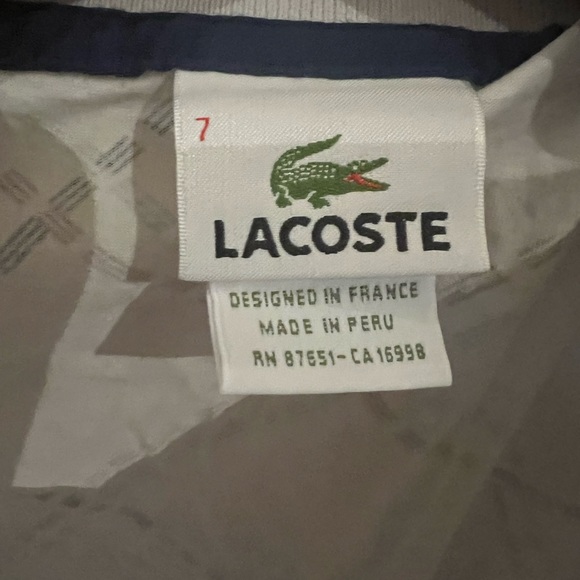 7
LACOSTE
DESIGNED IN FRANCE
MADE IN PERU
RN 87651-CA16998